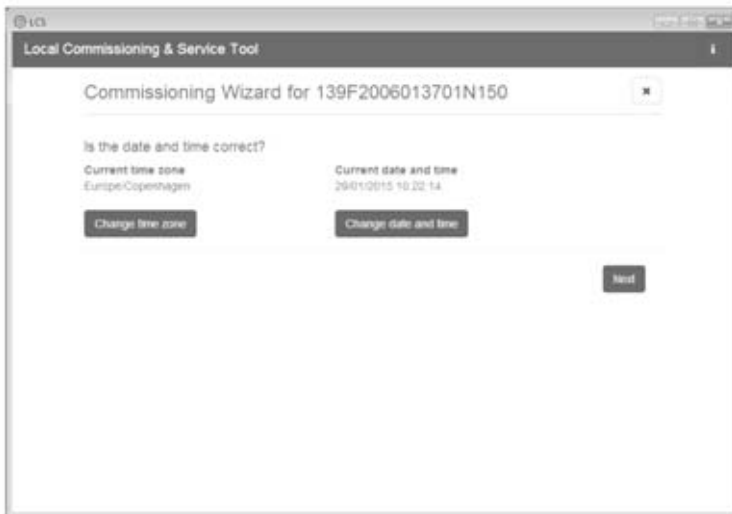 LCS
Local Commissioning & Service Tool
i
Commissioning Wizard for 139F2006013701N150
Is the date and time correct?
Current time zone
Current date and time
Europe/Copenhagen
29/01/2015 10:22:14
Change time zone
Change date and time
Next